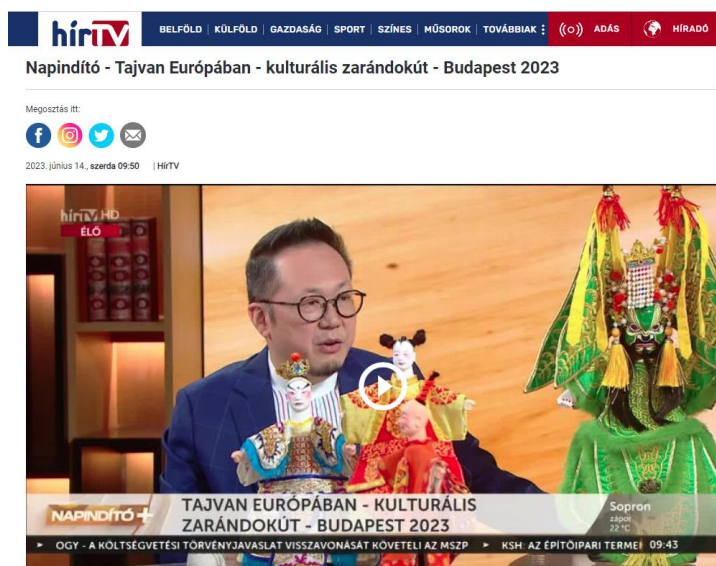 hírTV
BELFÖLD | KÜLFÖLD | GAZDASÁG | SPORT | SZÍNES | MŰSOROK | TOVÁBBIAK
ADÁS
HÍRADÓ
Napindító - Tajvan Európában - kulturális zarándokút - Budapest 2023
Megosztás itt:
2023. június 14., szerda 09:50 | HírTV
hírTV HD
ÉLŐ
NAPINDÍTÓ +
TAJVAN EURÓPÁBAN - KULTURÁLIS
ZARÁNDOKÚT - BUDAPEST 2023
Sopron
zápor
22 °C
OGY - A KÖLTSÉGVETÉSI TÖRVÉNYJAVASLAT VISSZAVONÁSÁT KÖVETELI AZ MSZP ► KSH: AZ ÉPÍTŐIPARI TERME
09:43